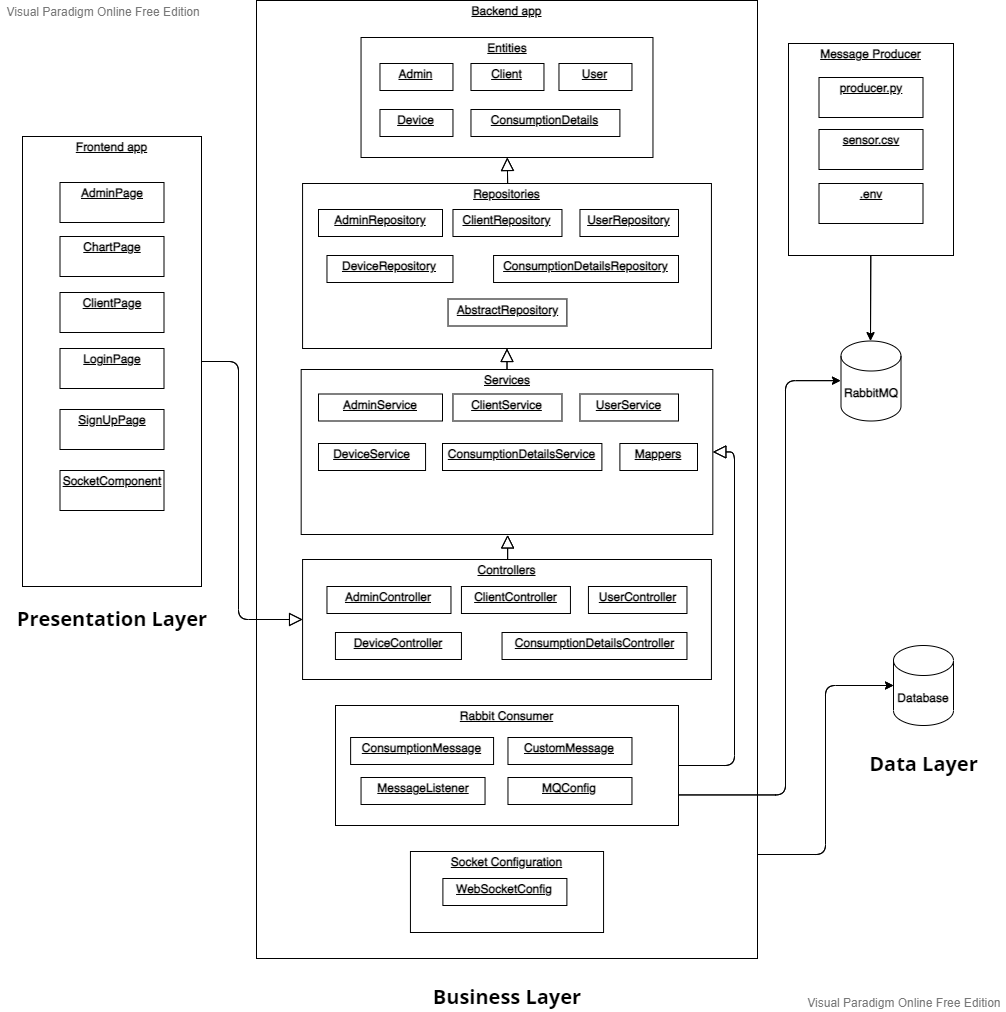 Visual Paradigm Online Free Edition
Backend app
Entities
Admin
Client
User
Device
ConsumptionDetails
Repositories
AdminRepository
ClientRepository
UserRepository
DeviceRepository
ConsumptionDetailsRepository
AbstractRepository
Services
AdminService
ClientService
UserService
DeviceService
ConsumptionDetailsService
Mappers
Controllers
AdminController
ClientController
UserController
DeviceController
ConsumptionDetailsController
Rabbit Consumer
ConsumptionMessage
CustomMessage
MessageListener
MQConfig
Socket Configuration
WebSocketConfig
Business Layer
Frontend app
AdminPage
ChartPage
ClientPage
LoginPage
SignUpPage
SocketComponent
Presentation Layer
Message Producer
producer.py
sensor.csv
.env
RabbitMQ
Database
Data Layer
Visual Paradigm Online Free Edition